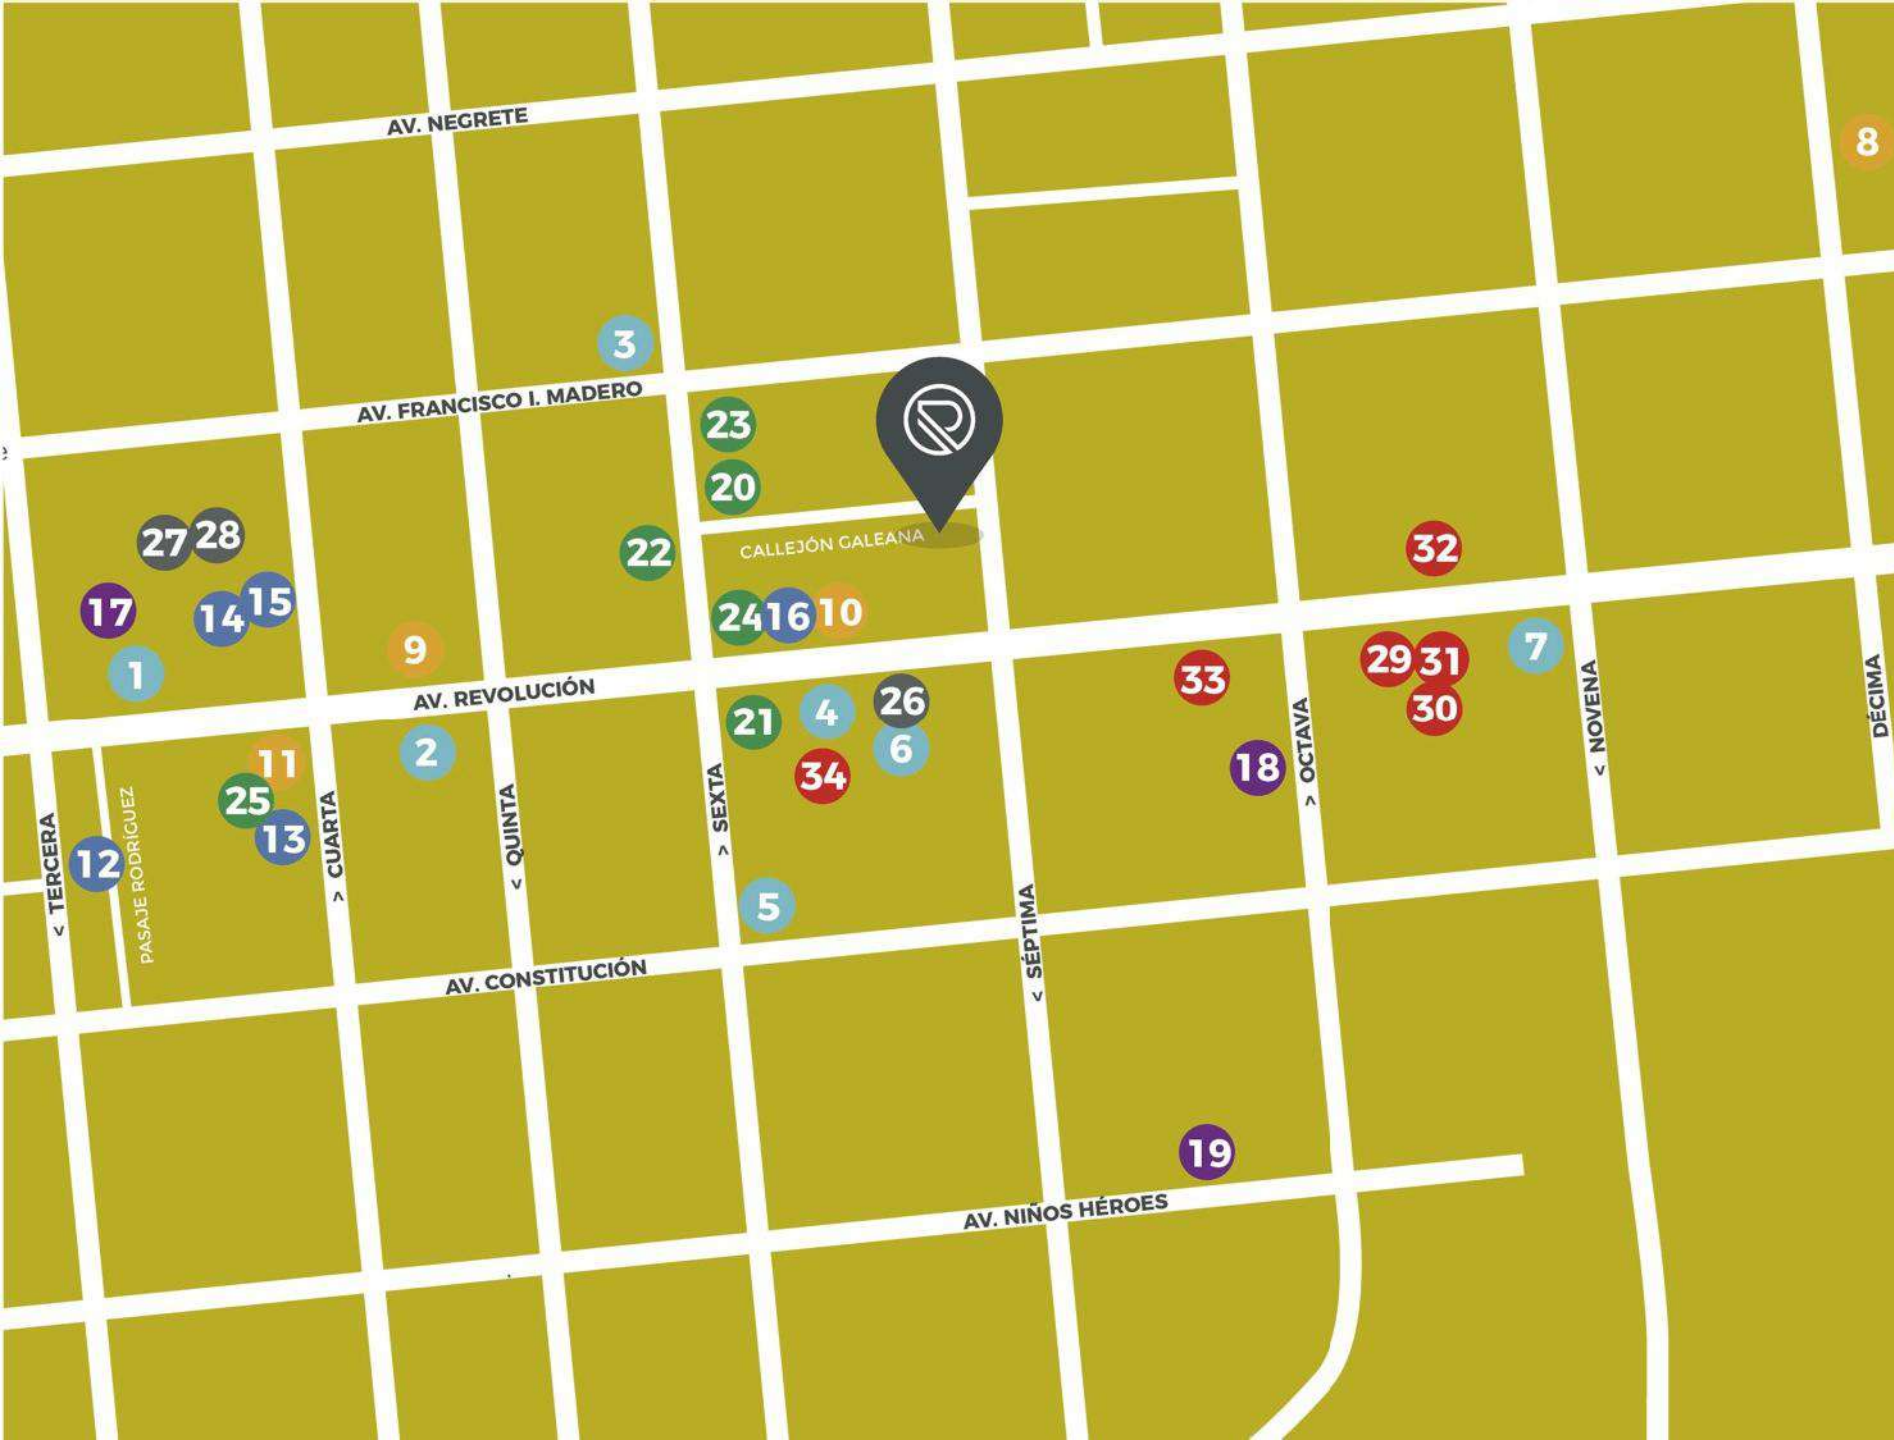 AV. NEGRETE
8
3
AV. FRANCISCO I. MADERO
23
20
27
28
22
CALLEJÓN GALEANA
32
17
14
15
24
16
10
1
9
AV. REVOLUCIÓN
33
29
31
7
30
21
4
26
6
34
2
11
25
13
12
PASAJE RODRÍGUEZ
< TERCERA
> CUARTA
< QUINTA
> SEXTA
18
> OCTAVA
< NOVENA
DÉCIMA
5
< SÉPTIMA
AV. CONSTITUCIÓN
19
AV. NIÑOS HÉROES